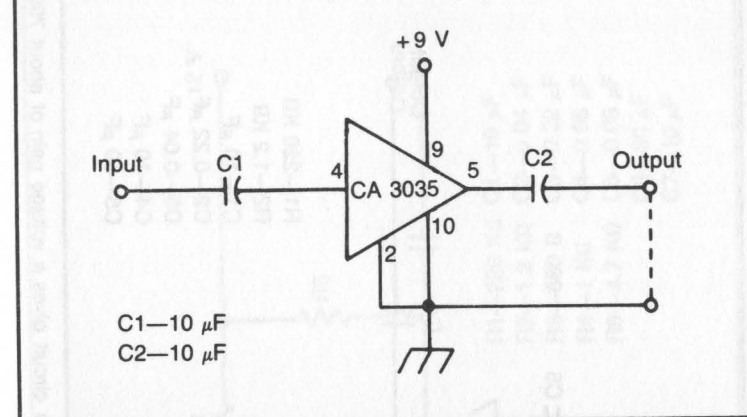 +9 V
Input
C1
4
CA 3035
9
5
C2
Output
10
2
C1—10 μF
C2—10 μF